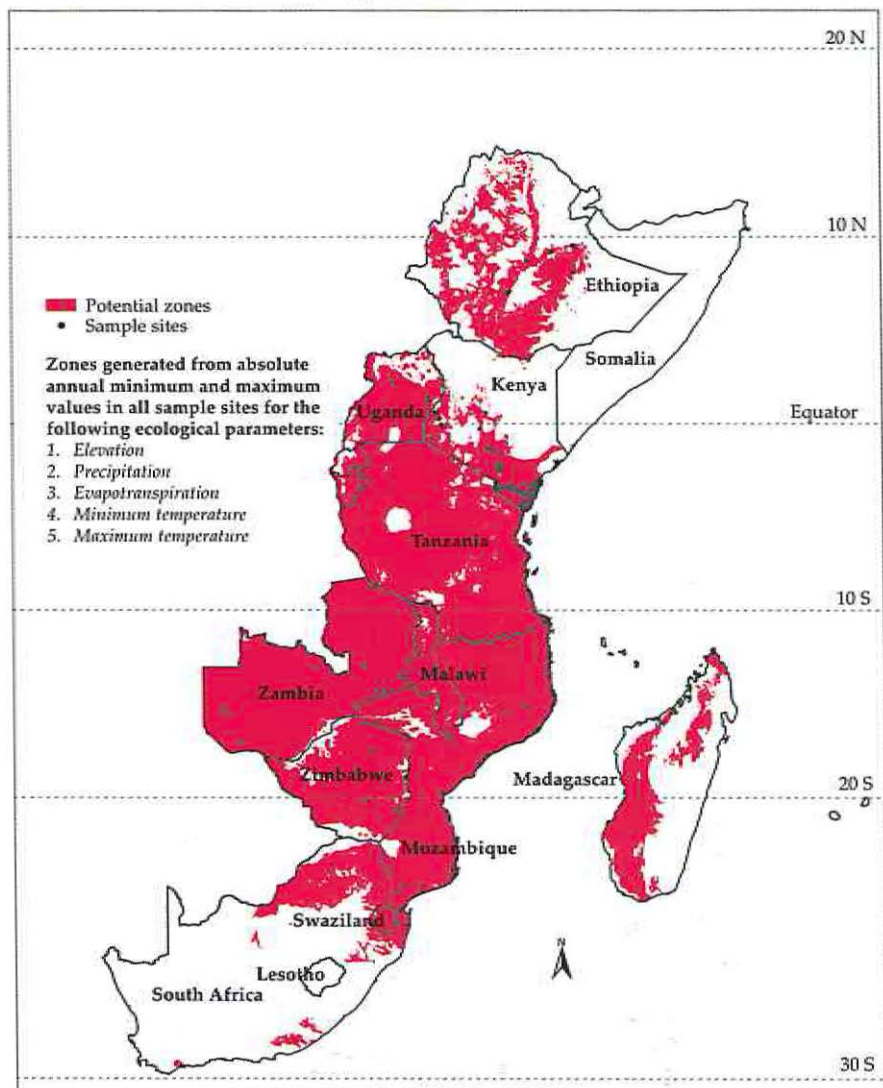 20 N
10 N
Ethiopia
Potential zones
Sample sites
Somalia
Zones generated from absolute
annual minimum and maximum
values in all sample sites for the
following ecological parameters:
1. Elevation
2. Precipitation
3. Evapotranspiration
4. Minimum temperature
5. Maximum temperature
Kenya
Uganda
Equator
Tanzania
10 S
Malawi
Zambia
Zimbabwe
Madagascar
20 S
Mozambique
Swaziland
N
Lesotho
South Africa
30 S